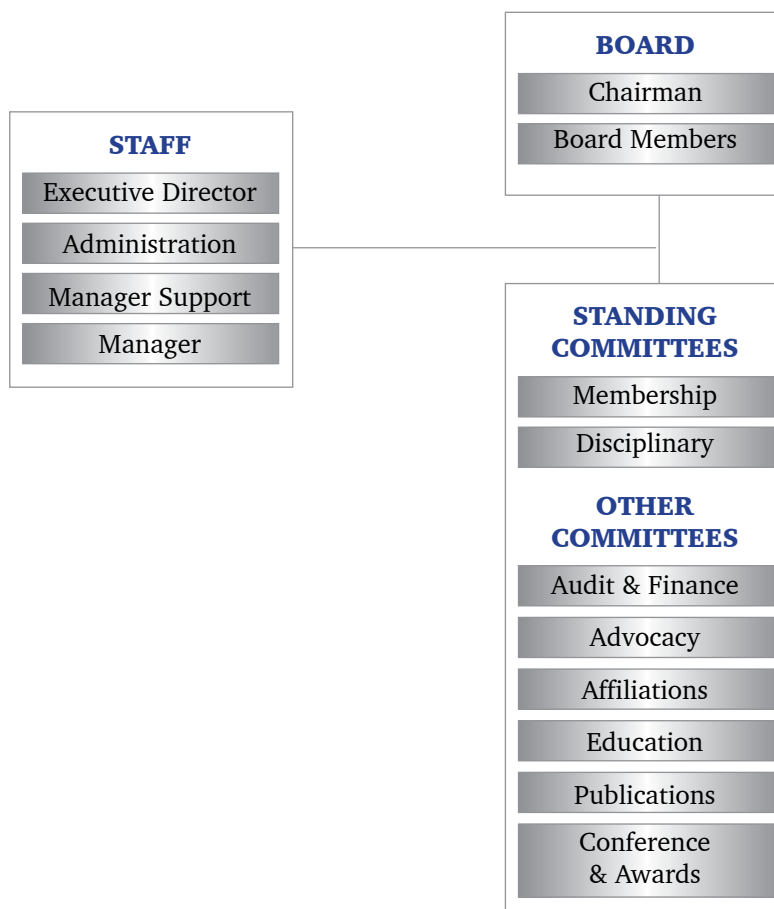 BOARD
Chairman
Board Members
STAFF
Executive Director
Administration
Manager Support
Manager
STANDING
COMMITTEES
Membership
Disciplinary
OTHER
COMMITTEES
Audit & Finance
Advocacy
Affiliations
Education
Publications
Conference
& Awards